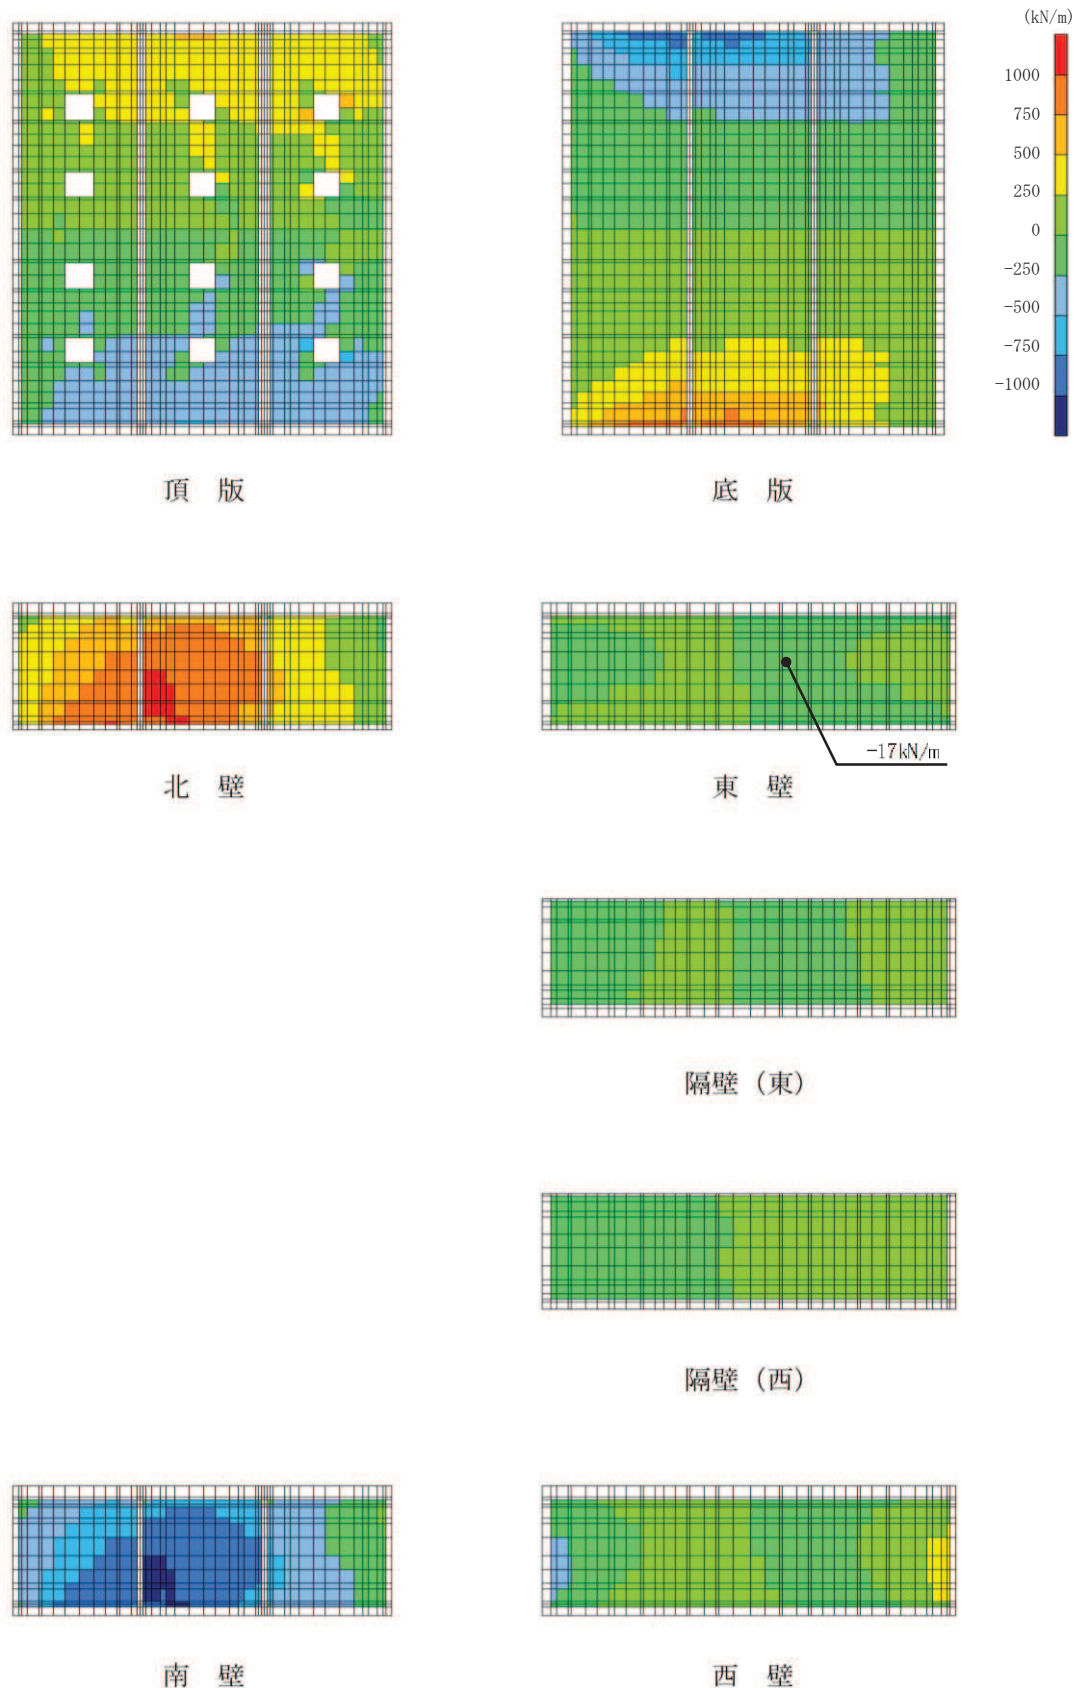 (kN/m)
1000
750
500
250
0
-250
-500
-750
-1000
頂　版
底　版
-17kN/m
北　壁
東　壁
隔壁（東）
隔壁（西）
南　壁
西　壁